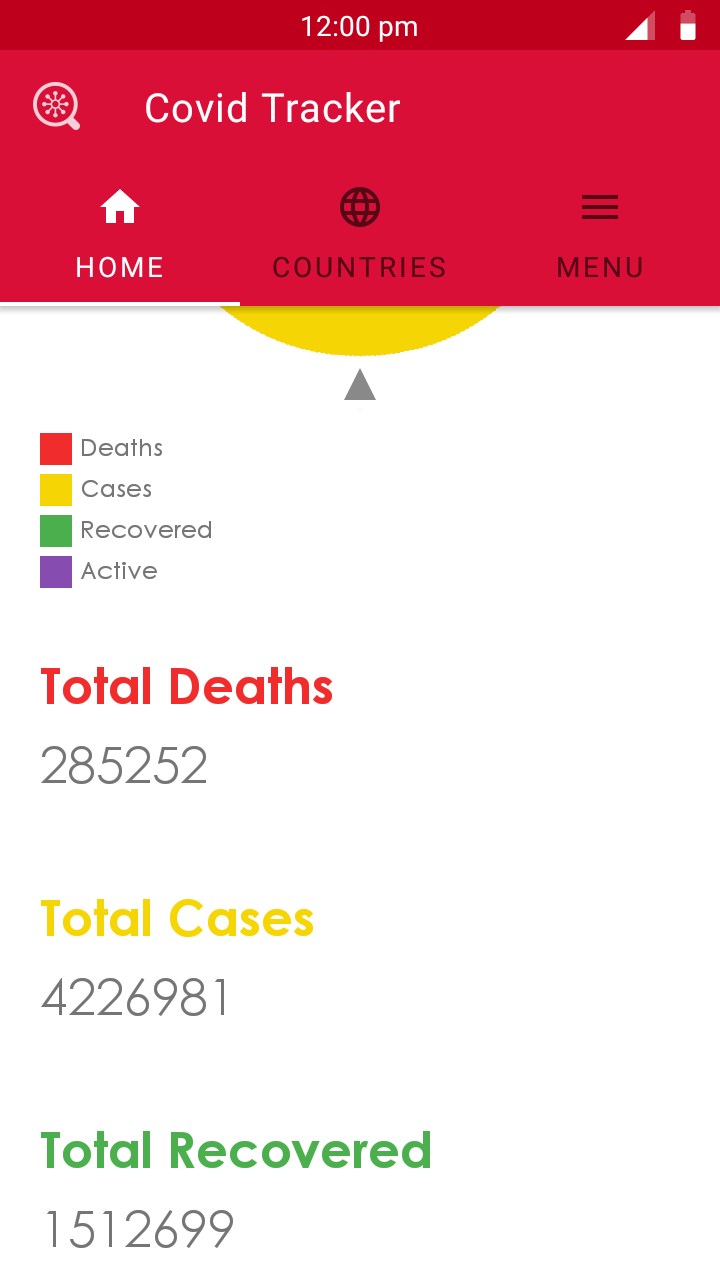 12:00 pm
Covid Tracker
HOME
COUNTRIES
MENU
Deaths
Cases
Recovered
Active
Total Deaths
285252
Total Cases
4226981
Total Recovered
1512699